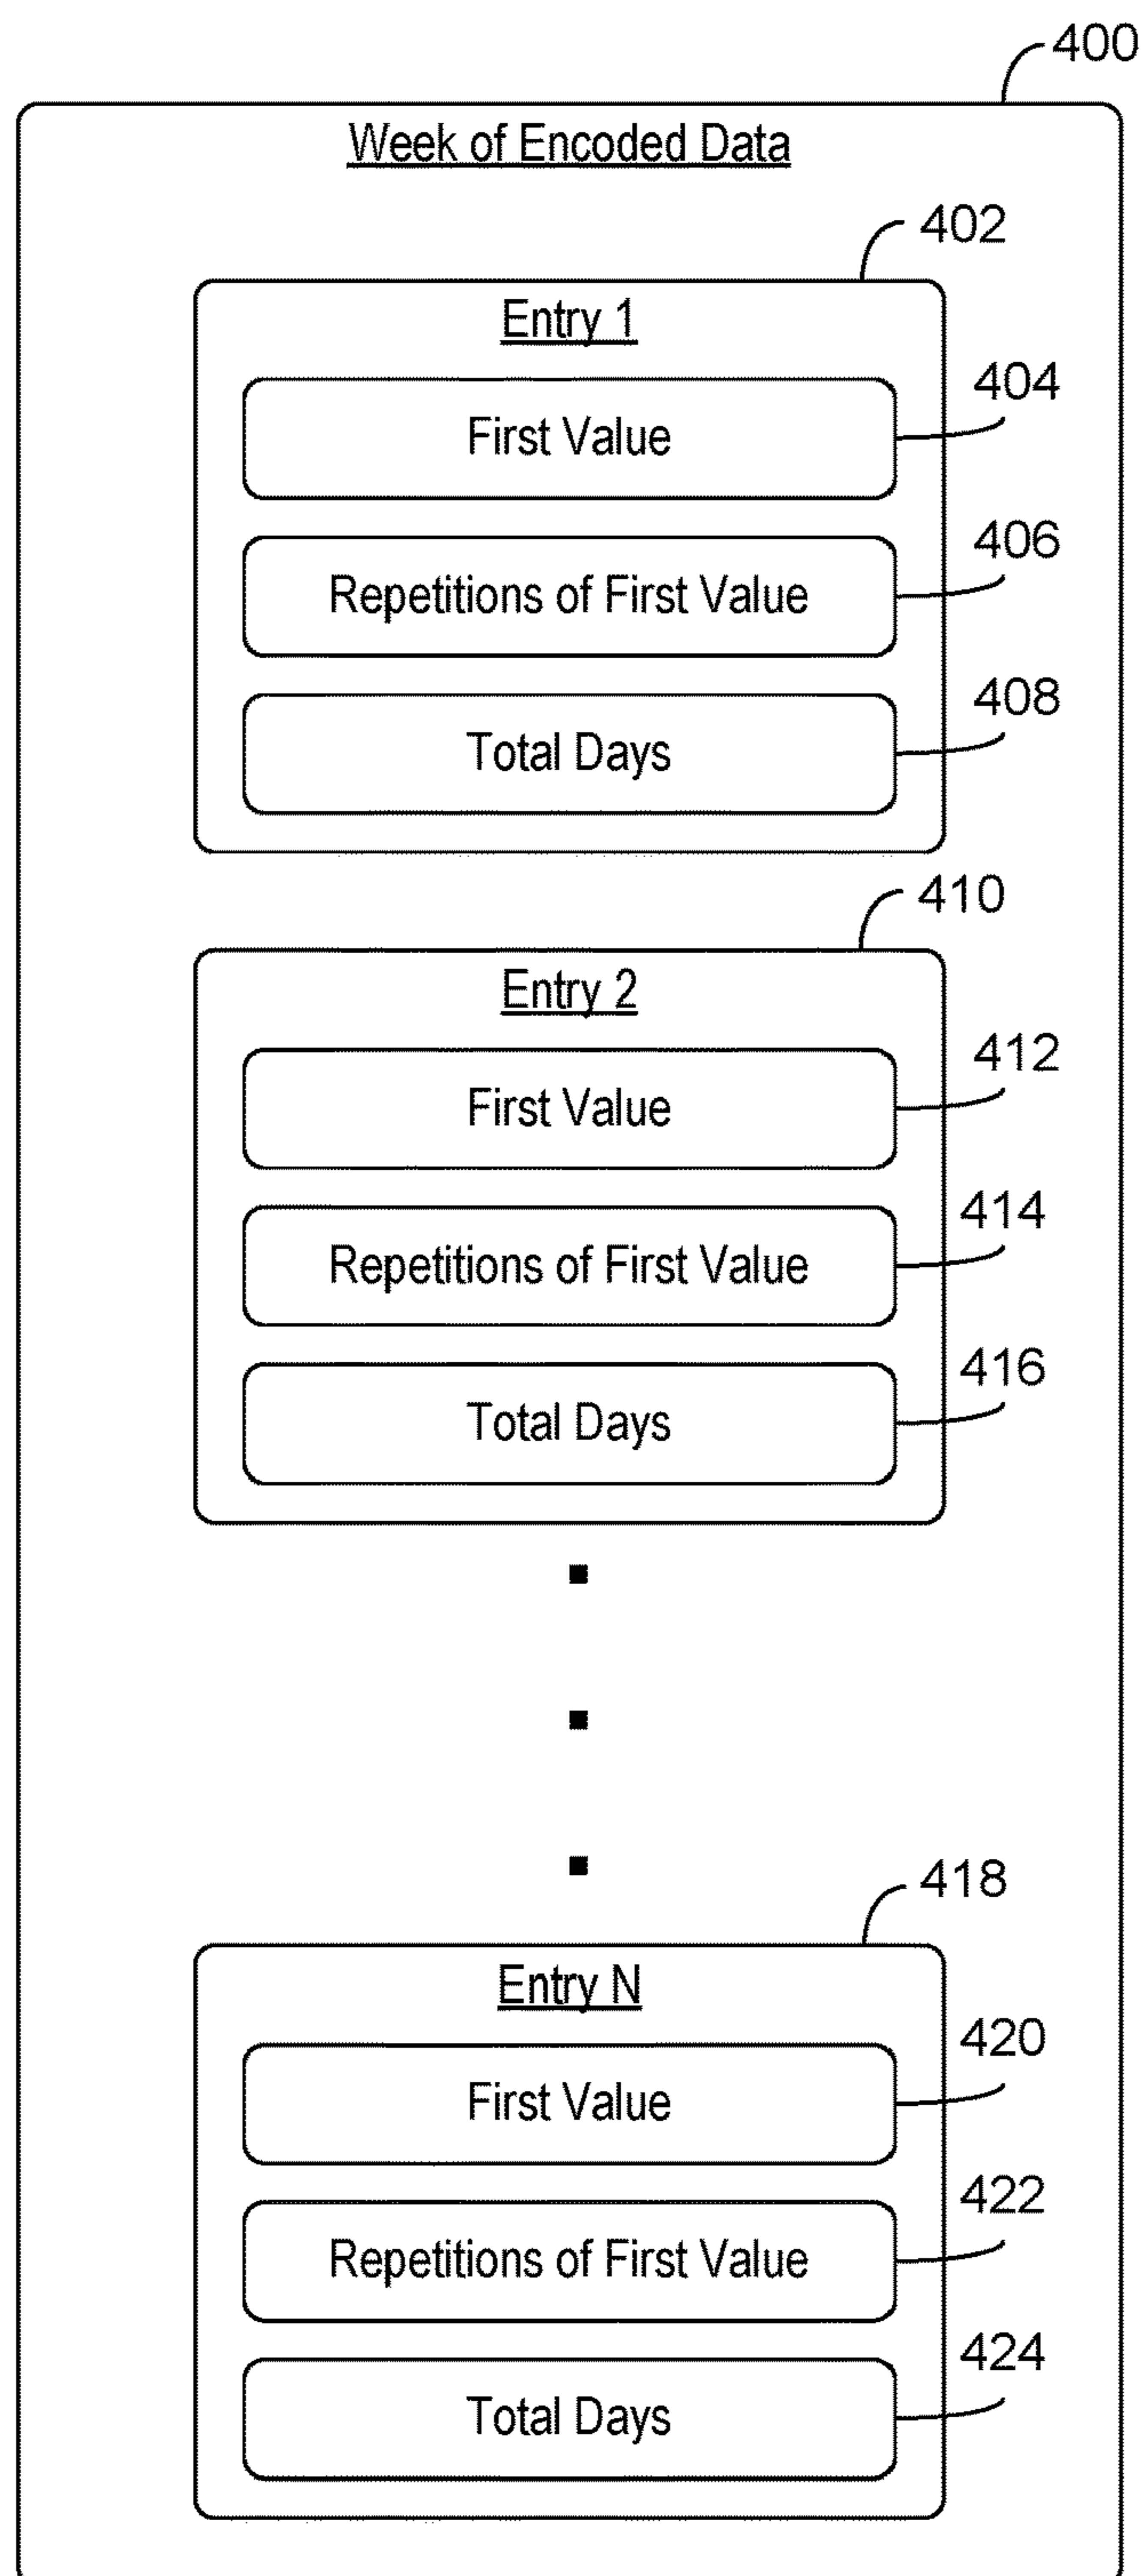 400
Week of Encoded Data
402
Entry 1
404
First Value
406
Repetitions of First Value
408
Total Days
410
Entry 2
412
First Value
414
Repetitions of First Value
416
Total Days
418
Entry N
420
First Value
422
Repetitions of First Value
424
Total Days